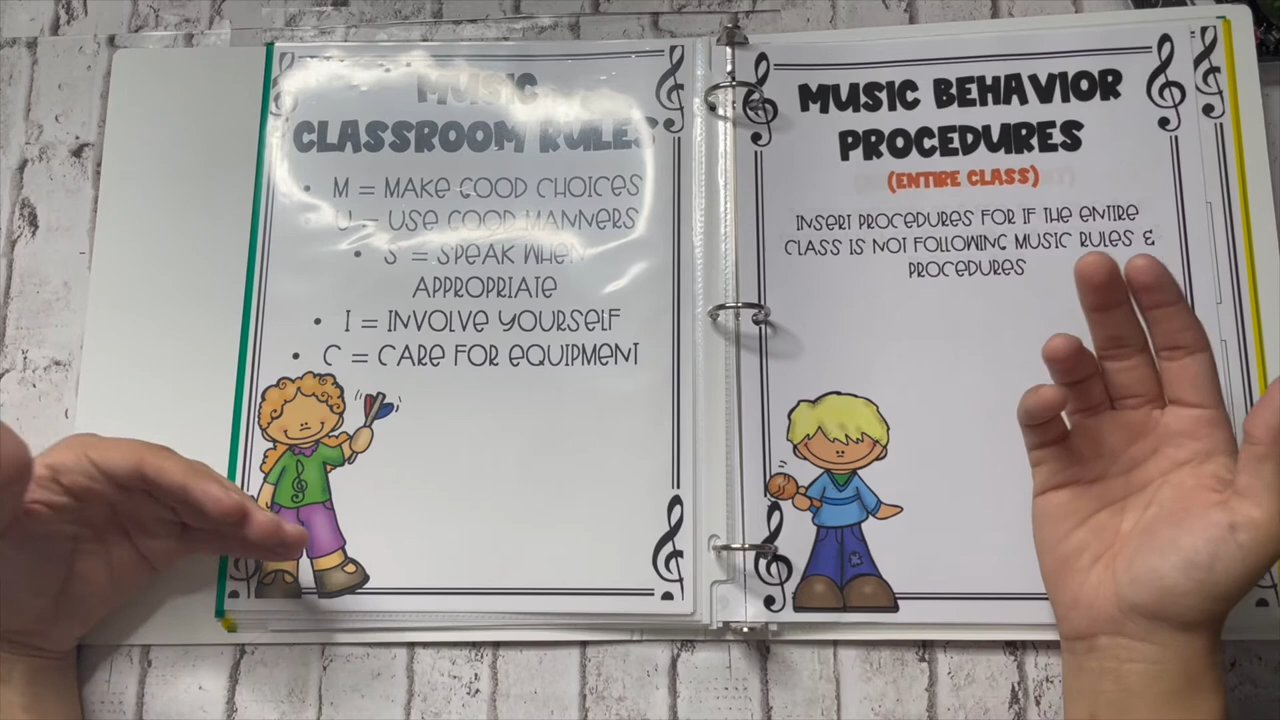 MUSIC
CLASSROOM RULES
• M = MAKE GOOD CHOICES
• U = USE GOOD MANNERS
• S = SPEAK WHEN
APPROPRIATE
• I = INVOLVE YOURSELF
• C = CARE FOR EQUIPMENT
MUSIC BEHAVIOR
PROCEDURES
(ENTIRE CLASS)
INSERT PROCEDURES FOR IF THE ENTIRE
CLASS IS NOT FOLLOWING MUSIC RULES &
PROCEDURES